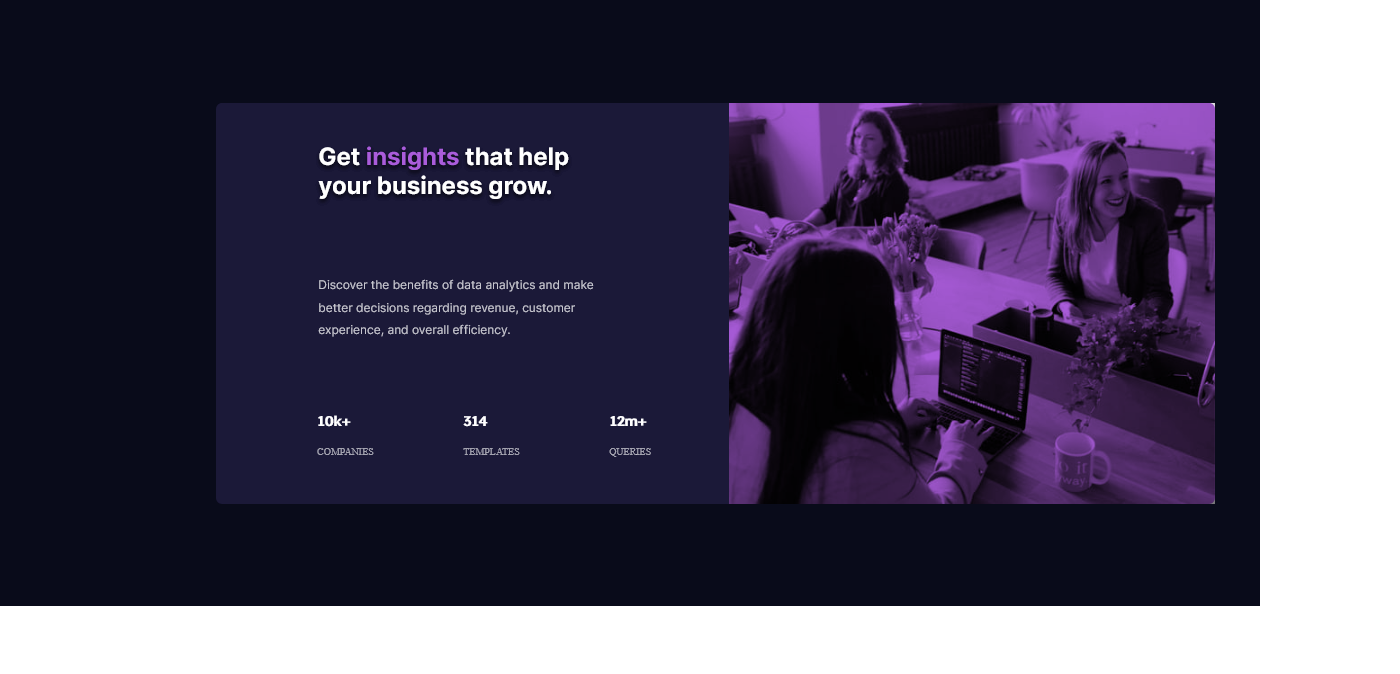 Get insights that help
your business grow.
Discover the benefits of data analytics and make
better decisions regarding revenue, customer
experience, and overall efficiency.
10k+ 314 12m+
COMPANIES TEMPLATES QUERIES